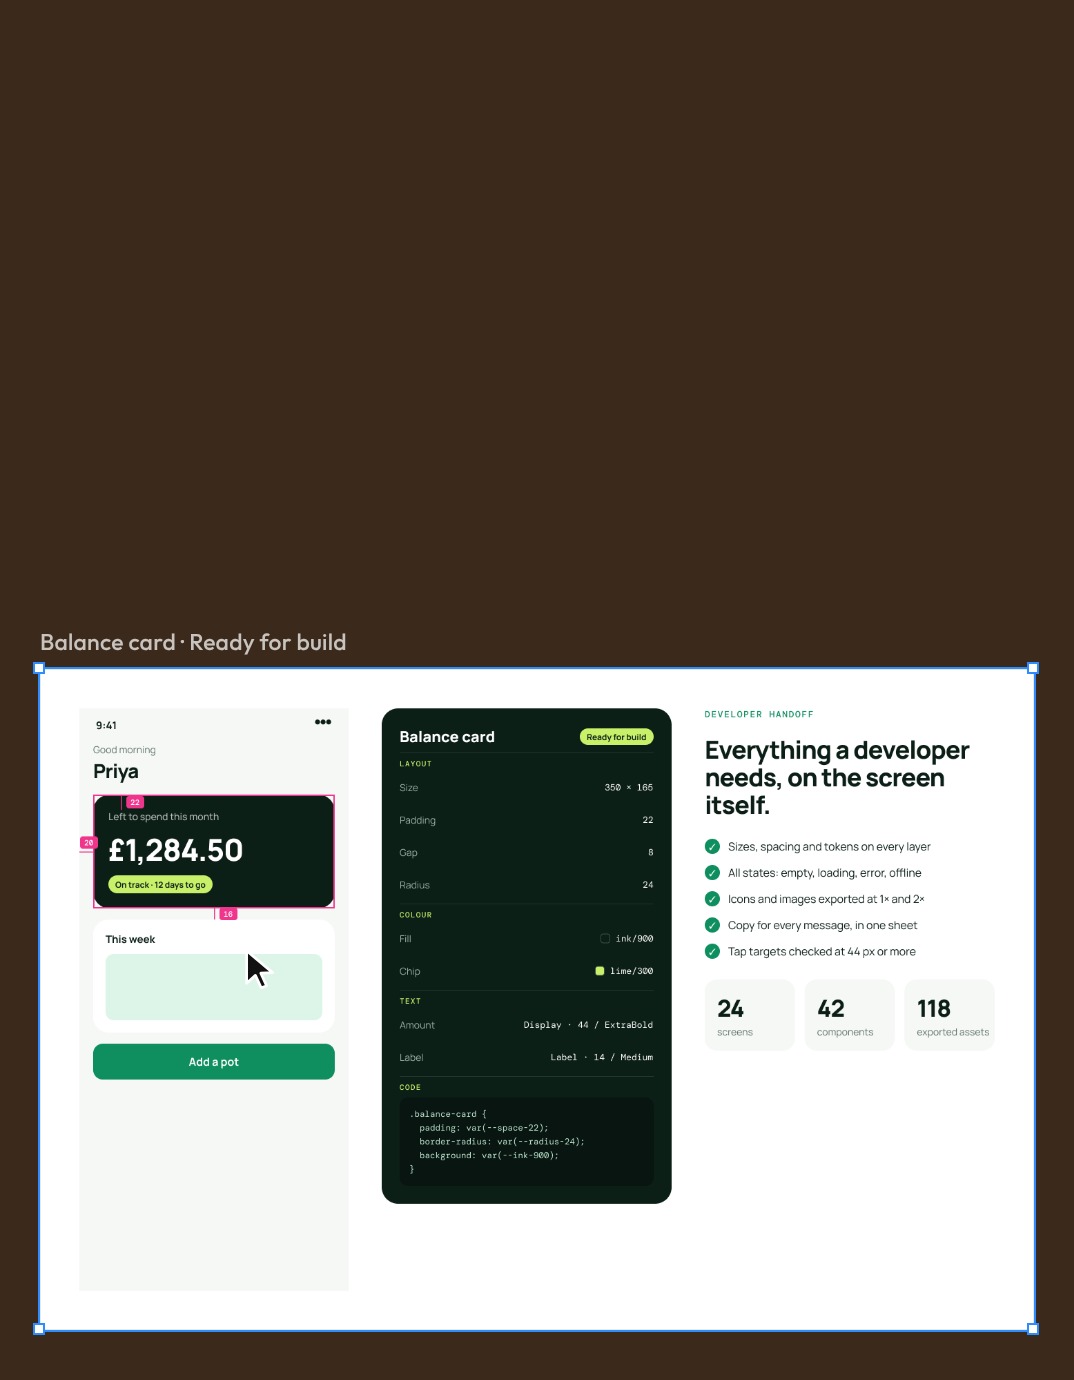 Balance card · Ready for build
9:41
Good morning
Priya
22
Left to spend this month
20
£1,284.50
On track · 12 days to go
16
This week
Add a pot
Balance card
Ready for build
LAYOUT
Size
350 × 165
Padding
22
Gap
8
Radius
24
COLOUR
Fill
ink/900
Chip
lime/300
TEXT
Amount
Display · 44 / ExtraBold
Label
Label · 14 / Medium
CODE
.balance-card {
padding: var(--space-22);
border-radius: var(--radius-24);
background: var(--ink-900);
}
DEVELOPER HANDOFF
Everything a developer
needs, on the screen
itself.
Sizes, spacing and tokens on every layer
All states: empty, loading, error, offline
Icons and images exported at 1× and 2×
Copy for every message, in one sheet
Tap targets checked at 44 px or more
24
screens
42
components
118
exported assets